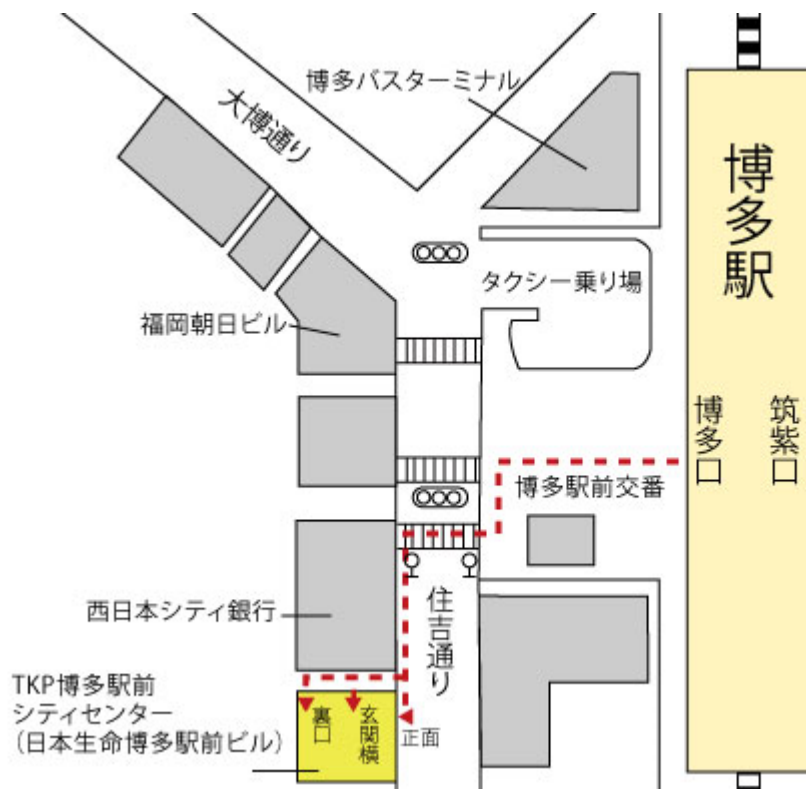 博多バスターミナル
大博通り
博多駅
タクシー乗り場
福岡朝日ビル
博多口
筑紫口
博多駅前交番
西日本シティ銀行
住吉通り
TKP博多駅前
シティセンター
(日本生命博多駅前ビル)
裏口
玄関横
正面